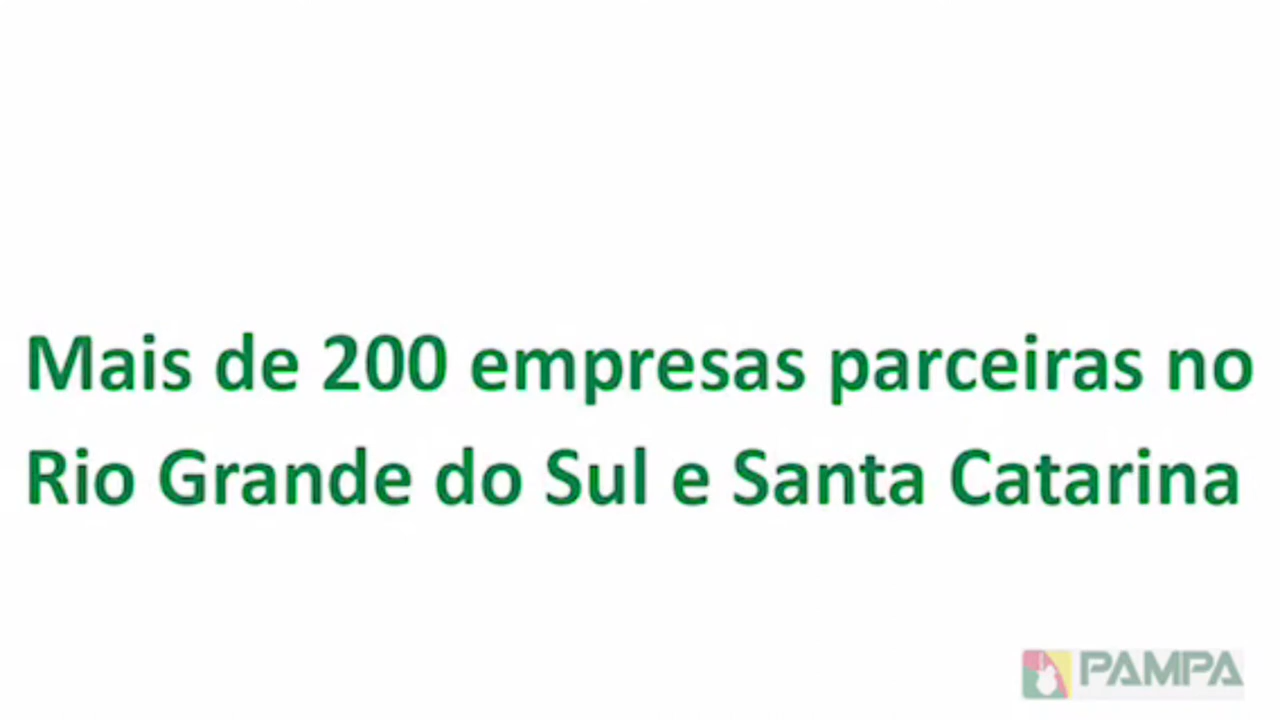 Mais de 200 empresas parceiras no
Rio Grande do Sul e Santa Catarina
PAMPA